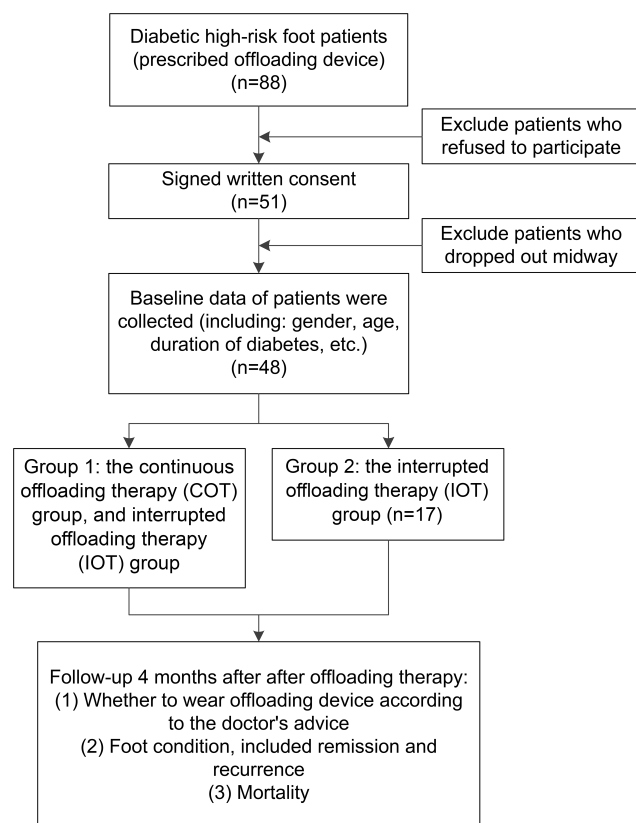 Diabetic high-risk foot patients
(prescribed offloading device)
(n=88)
Exclude patients who
refused to participate
Signed written consent
(n=51)
Exclude patients who
dropped out midway
Baseline data of patients were
collected (including: gender, age,
duration of diabetes, etc.)
(n=48)
Group 1: the continuous
offloading therapy (COT)
group, and interrupted
offloading therapy
(IOT) group
Group 2: the interrupted
offloading therapy (IOT)
group (n=17)
Follow-up 4 months after after offloading therapy:
(1) Whether to wear offloading device according
to the doctor's advice
(2) Foot condition, included remission and
recurrence
(3) Mortality